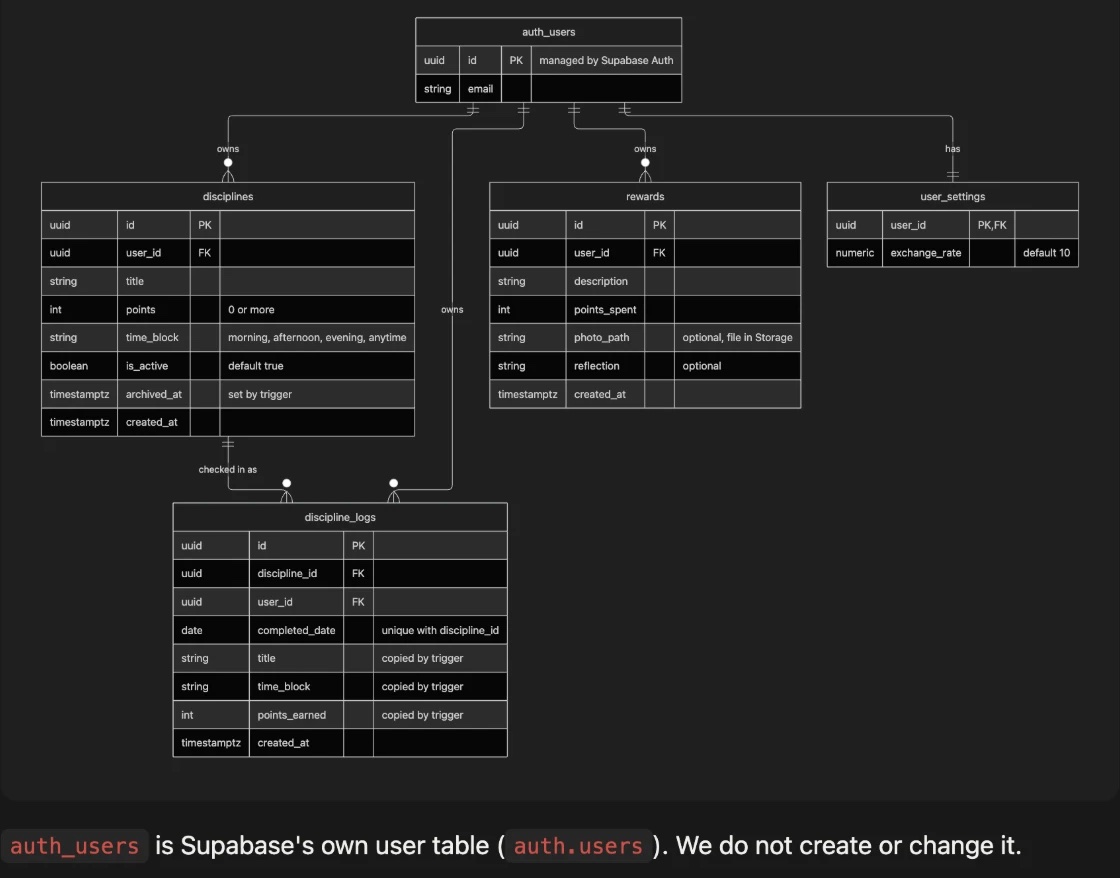 auth_users
uuid id PK managed by Supabase Auth
string email
owns
owns
has
disciplines
uuid id PK
uuid user_id FK
string title
int points 0 or more
string time_block morning, afternoon, evening, anytime
boolean is_active default true
timestamptz archived_at set by trigger
timestamptz created_at
owns
rewards
uuid id PK
uuid user_id FK
string description
int points_spent
string photo_path optional, file in Storage
string reflection optional
timestamptz created_at
user_settings
uuid user_id PK,FK
numeric exchange_rate default 10
checked in as
discipline_logs
uuid id PK
uuid discipline_id FK
uuid user_id FK
date completed_date unique with discipline_id
string title copied by trigger
string time_block copied by trigger
int points_earned copied by trigger
timestamptz created_at
auth_users is Supabase's own user table (auth.users). We do not create or change it.